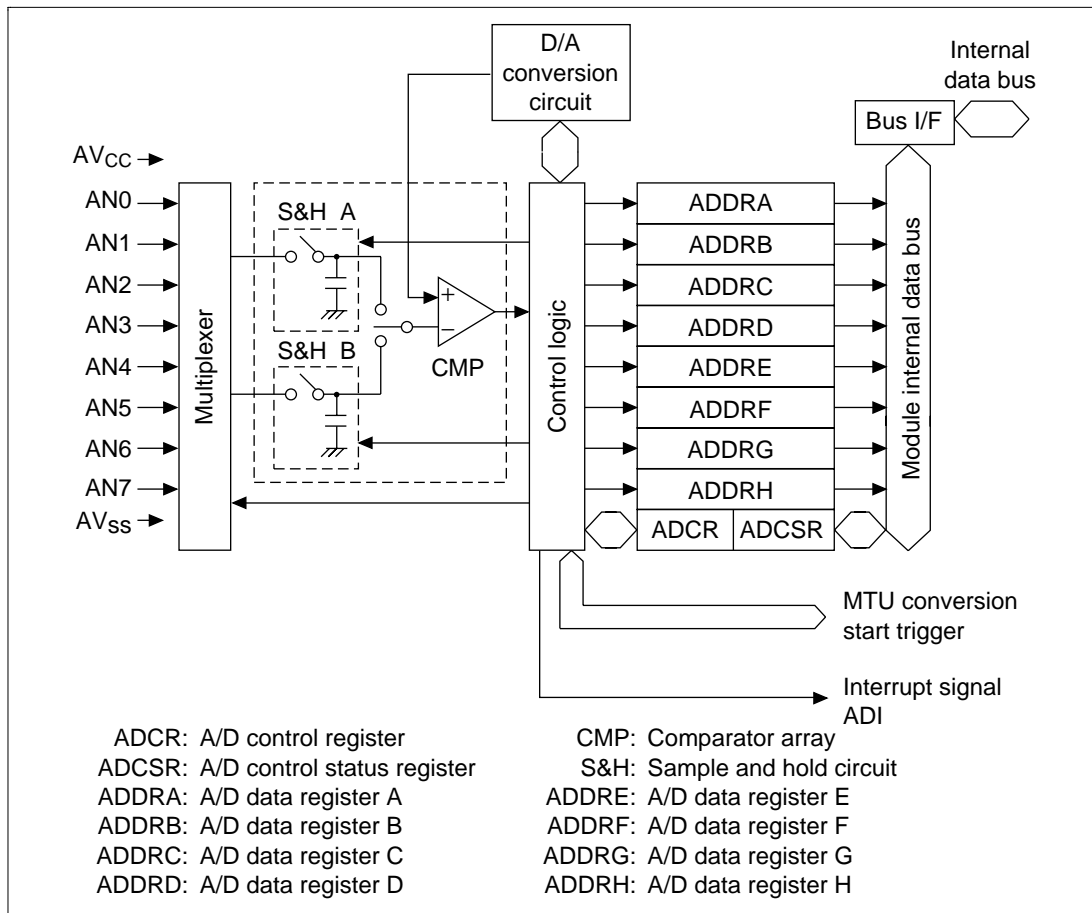 D/A
conversion
circuit
Internal
data bus
Bus I/F
AVCC
AN0
AN1
AN2
AN3
AN4
AN5
AN6
AN7
AVSS
Multiplexer
S&H A
S&H B
+
−
CMP
Control logic
ADDRA
ADDRB
ADDRC
ADDRD
ADDRE
ADDRF
ADDRG
ADDRH
ADCR
ADCSR
Module internal data bus
MTU conversion
start trigger
Interrupt signal
ADI
ADCR: A/D control register
ADCSR: A/D control status register
ADDRA: A/D data register A
ADDRB: A/D data register B
ADDRC: A/D data register C
ADDRD: A/D data register D
CMP: Comparator array
S&H: Sample and hold circuit
ADDRE: A/D data register E
ADDRF: A/D data register F
ADDRG: A/D data register G
ADDRH: A/D data register H